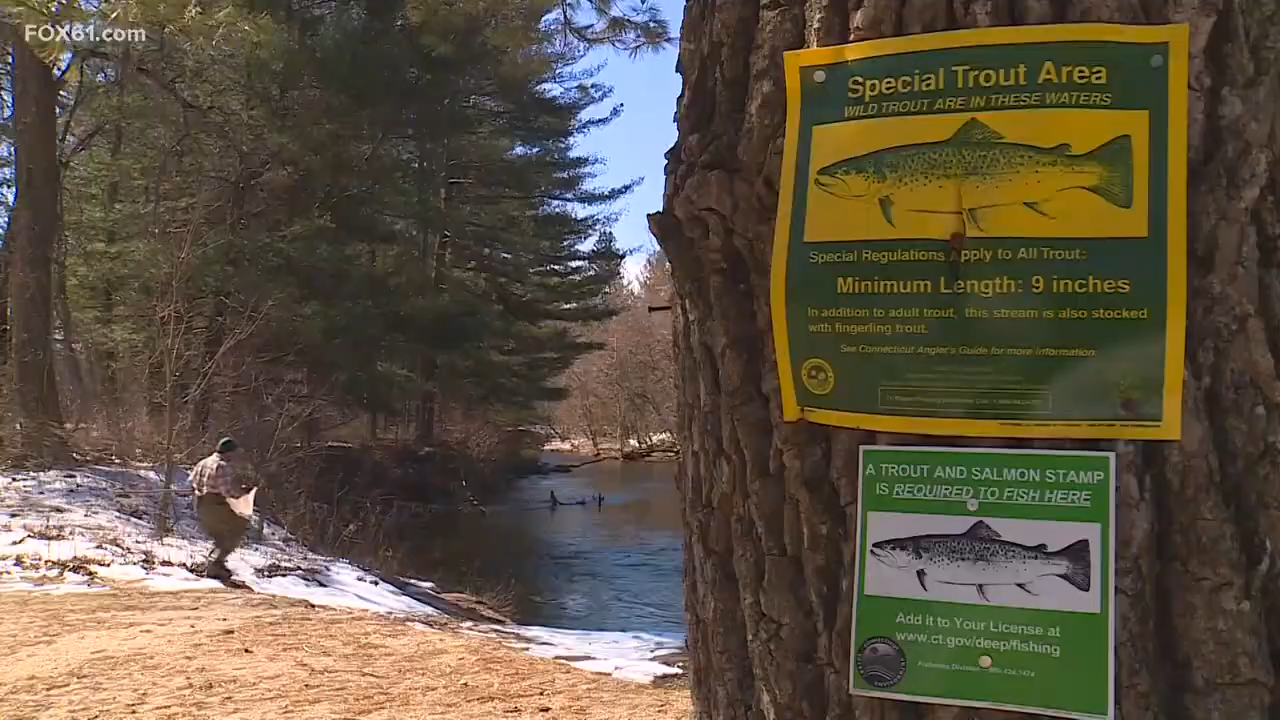 FOX61.com
Special Trout Area
WILD TROUT ARE IN THESE WATERS
Special Regulations Apply to All Trout:
Minimum Length: 9 inches
In addition to adult trout, this stream is also stocked
with fingerling trout.
See Connecticut Angler's Guide for more information.
A TROUT AND SALMON STAMP
IS REQUIRED TO FISH HERE
Add it to Your License at
www.ct.gov/deep/fishing
Fisheries Division